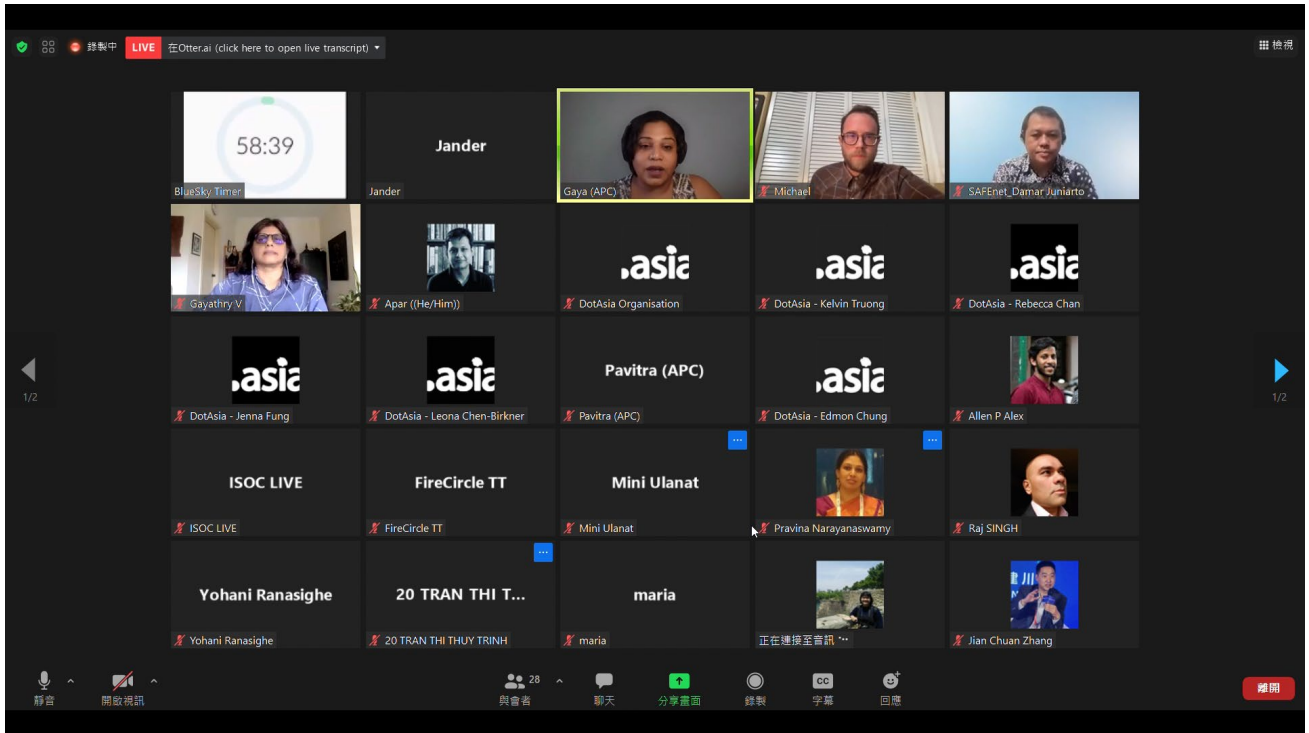 錄製中 LIVE 在Otter.ai (click here to open live transcript)
檢視
58:39
BlueSky Timer
Jander
Jander
Gaya (APC)
Michael
SAFEnet_Damar Juniarto
Gayathry V
Apar ((He/Him))
.asia
DotAsia Organisation
.asia
DotAsia - Kelvin Truong
.asia
DotAsia - Rebecca Chan
1/2
.asia
DotAsia - Jenna Fung
.asia
DotAsia - Leona Chen-Birkner
Pavitra (APC)
Pavitra (APC)
.asia
DotAsia - Edmon Chung
Allen P Alex
1/2
ISOC LIVE
ISOC LIVE
FireCircle TT
FireCircle TT
Mini Ulanat
Mini Ulanat
Pravina Narayanaswamy
Raj SINGH
Yohani Ranasighe
Yohani Ranasighe
20 TRAN THI T...
20 TRAN THI THUY TRINH
maria
maria
正在連接至音訊 ...
Jian Chuan Zhang
靜音
開啟視訊
28
與會者
聊天
分享畫面
錄製
CC
字幕
回應
離開